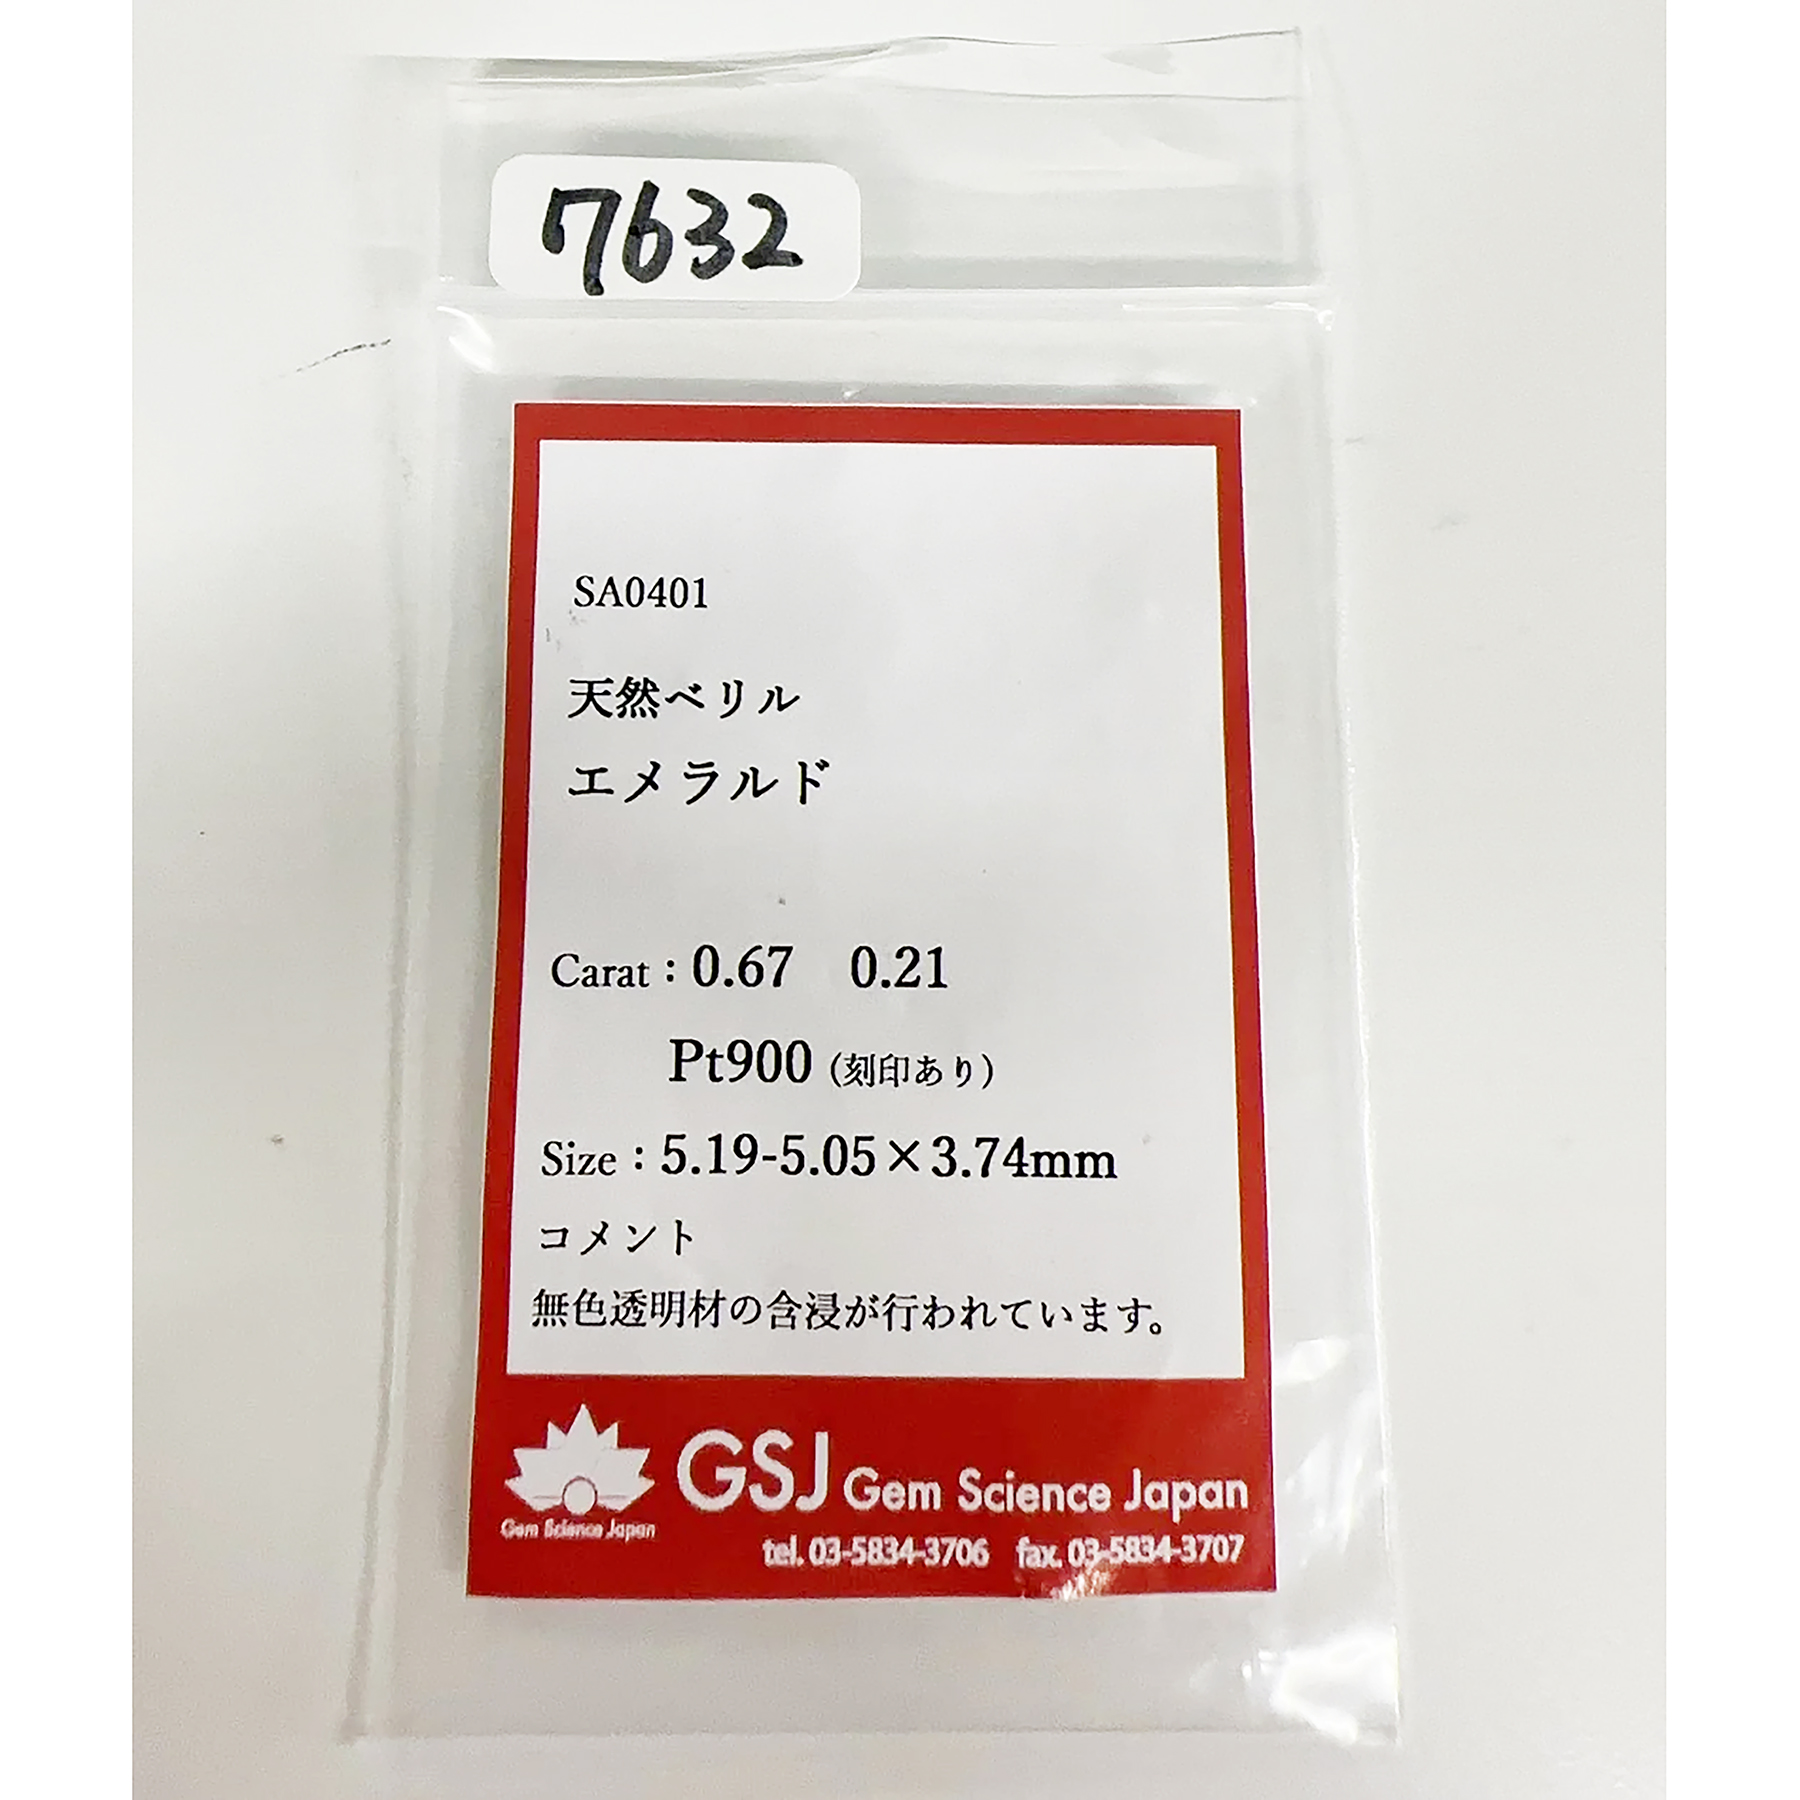 7632
SA0401
天然ベリル
エメラルド
Carat：0.67　0.21
Pt900（刻印あり）
Size：5.19-5.05×3.74mm
コメント
無色透明材の含浸が行われています。
GSJ Gem Science Japan
Gem Science Japan
tel. 03-5834-3706　fax. 03-5834-3707